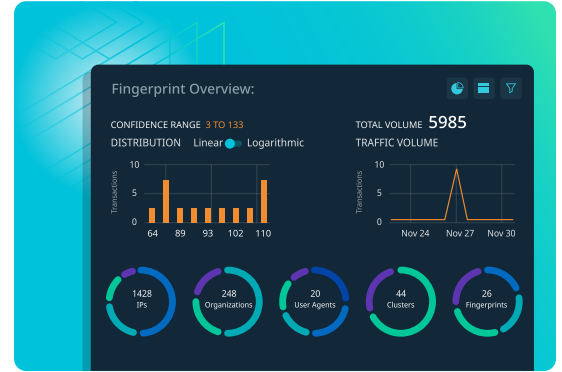 Fingerprint Overview:
CONFIDENCE RANGE 3 TO 133
DISTRIBUTION Linear Logarithmic
Transactions
10
5
0
64 89 93 102 110
TOTAL VOLUME 5985
TRAFFIC VOLUME
Transactions
10
5
0
Nov 24 Nov 27 Nov 30
1428
IPs
248
Organizations
20
User Agents
44
Clusters
26
Fingerprints